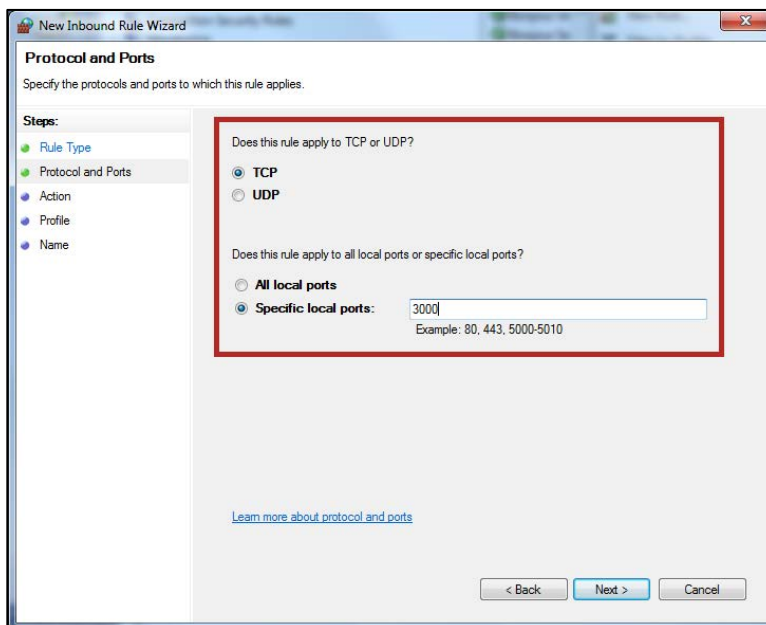 New Inbound Rule Wizard
Protocol and Ports
Specify the protocols and ports to which this rule applies.
Steps:
Rule Type
Protocol and Ports
Action
Profile
Name
Does this rule apply to TCP or UDP?
TCP
UDP
Does this rule apply to all local ports or specific local ports?
All local ports
Specific local ports: 3000
Example: 80, 443, 5000-5010
Learn more about protocol and ports
< Back Next > Cancel